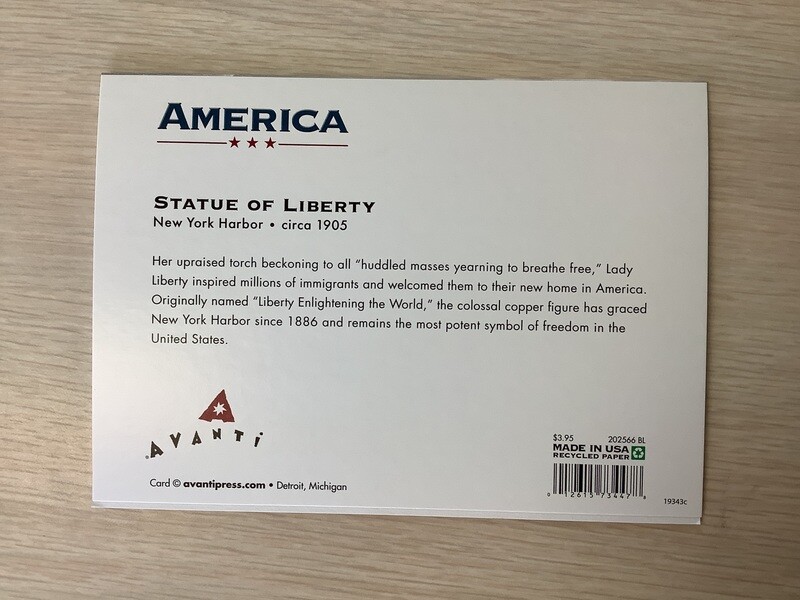 AMERICA
STATUE OF LIBERTY
New York Harbor • circa 1905
Her upraised torch beckoning to all “huddled masses yearning to breathe free,” Lady
Liberty inspired millions of immigrants and welcomed them to their new home in America.
Originally named “Liberty Enlightening the World,” the colossal copper figure has graced
New York Harbor since 1886 and remains the most potent symbol of freedom in the
United States.
AVANTI
Card © avantipress.com • Detroit, Michigan
$3.95 202566 BL
MADE IN USA
RECYCLED PAPER
0 12615 73447 8
19343c